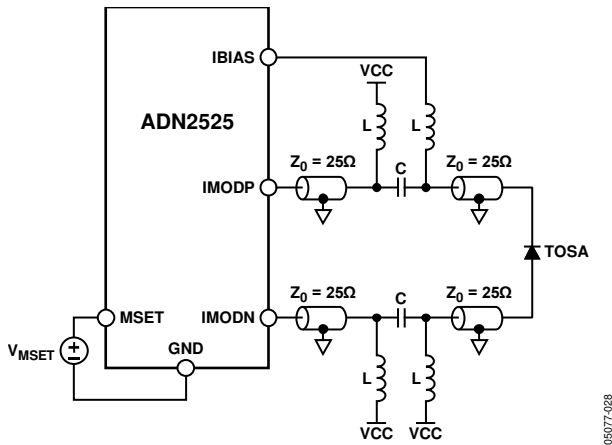 IBIAS
VCC
ADN2525
L
L
Z0 = 25Ω
C
Z0 = 25Ω
IMODP
TOSA
Z0 = 25Ω
C
Z0 = 25Ω
MSET
IMODN
VMSET
GND
L
L
VCC
VCC
05077-028